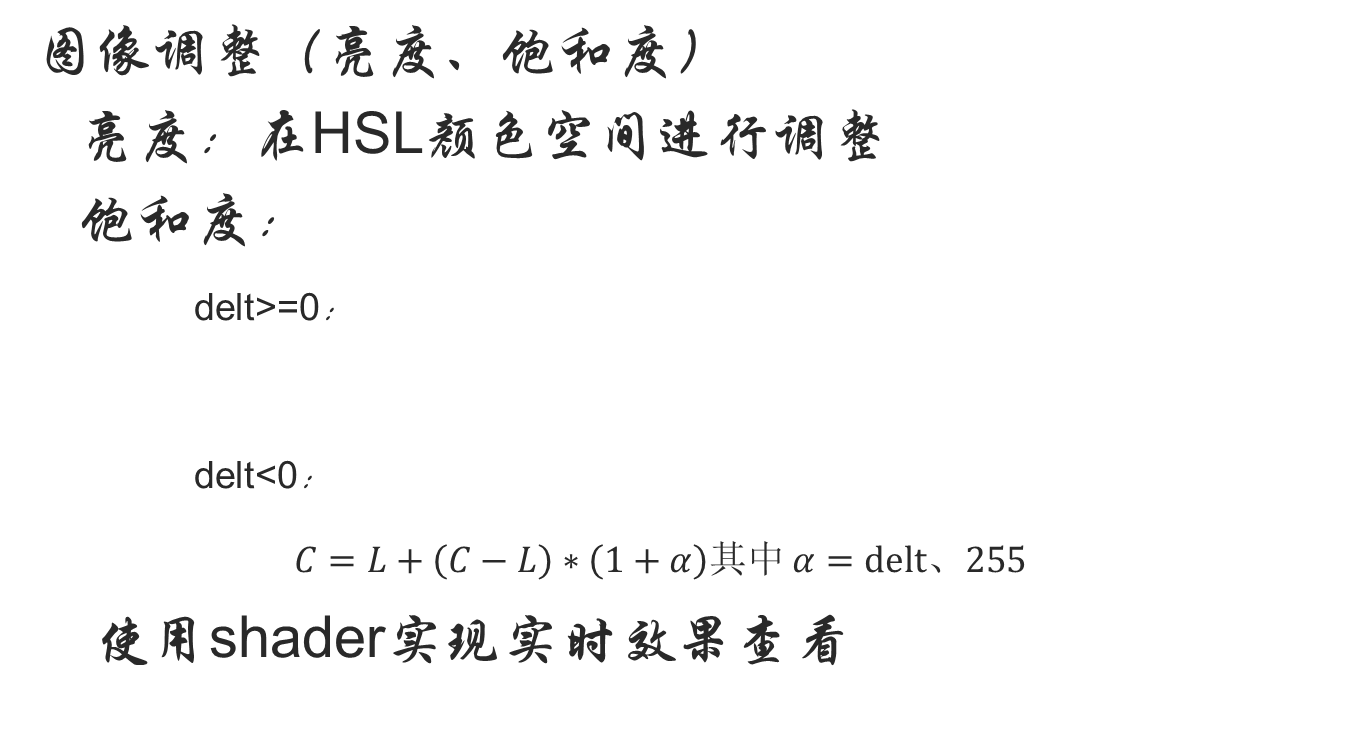 图像调整（亮度、饱和度）
亮度：在HSL颜色空间进行调整
饱和度：
delt>=0：
delt<0：
C = L + (C − L) ∗ (1 + α)其中 α = delt、255
使用shader实现实时效果查看